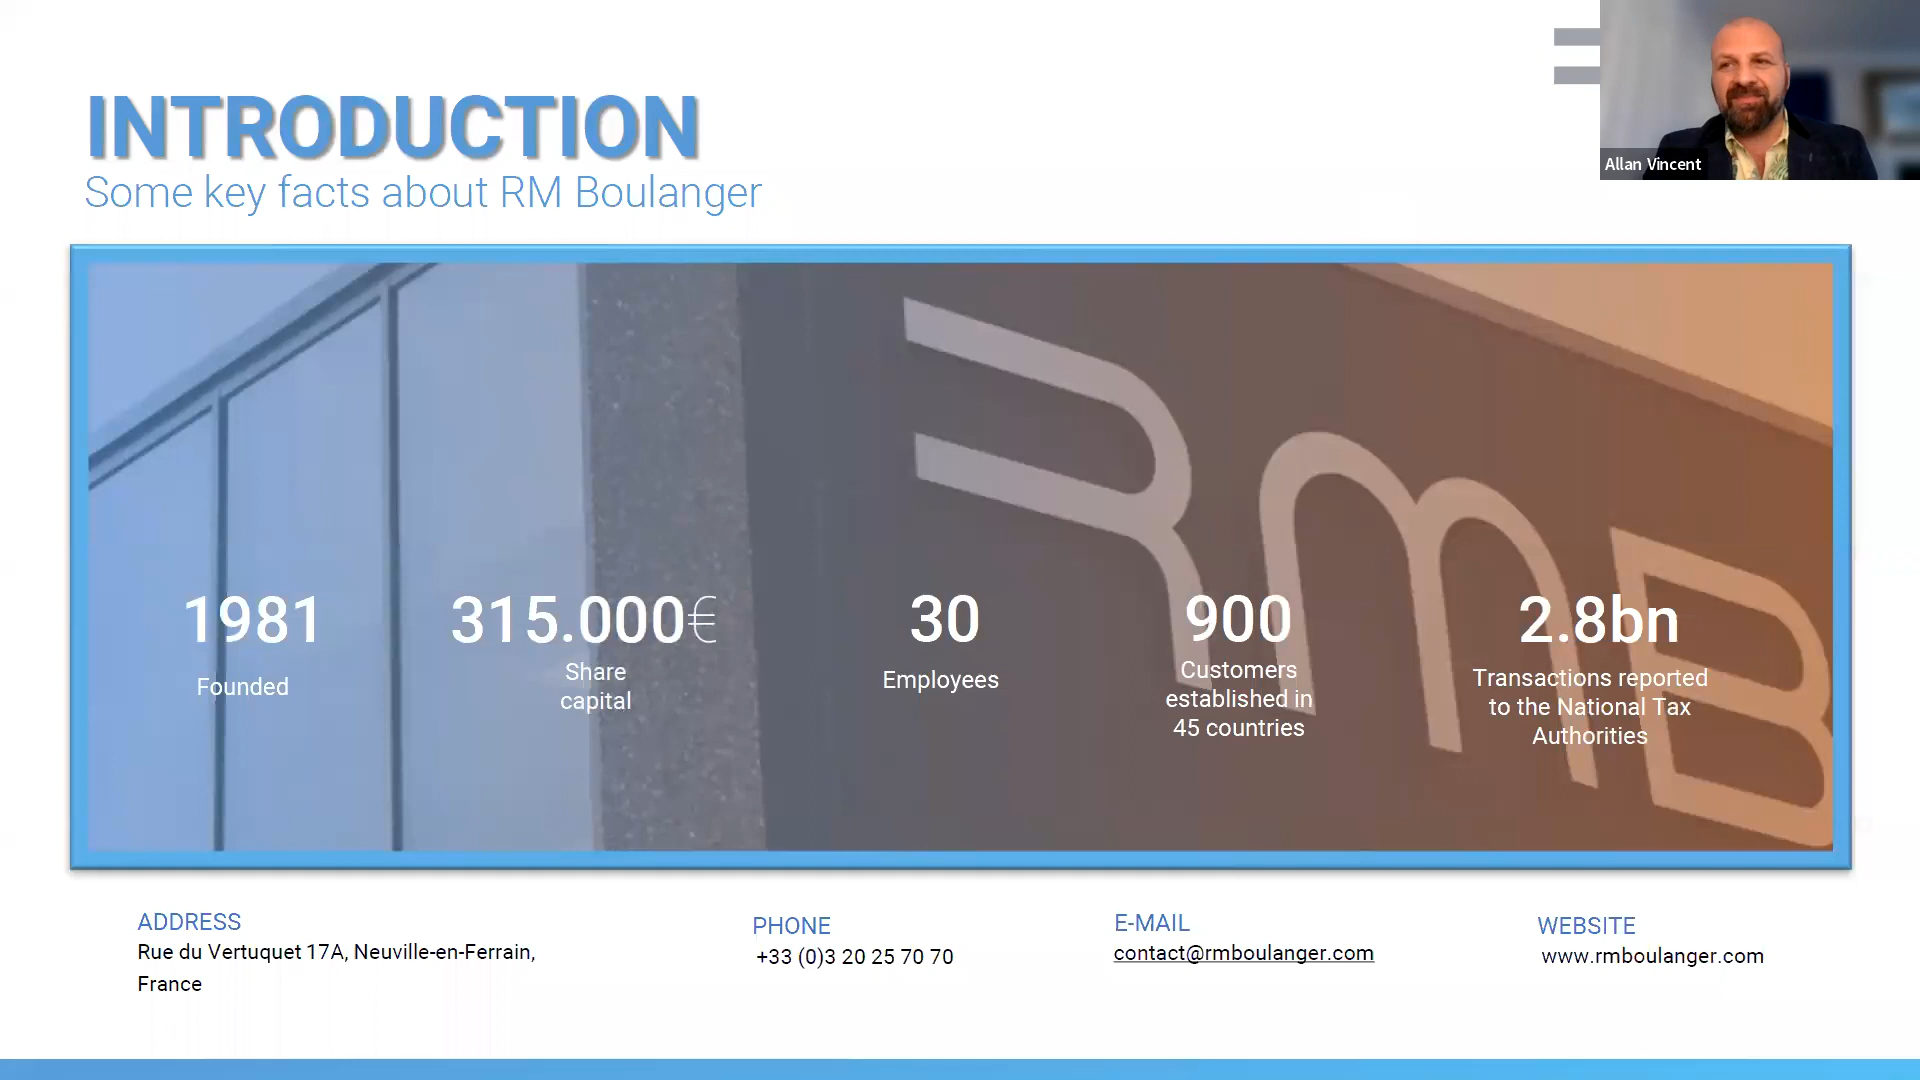 INTRODUCTION
Some key facts about RM Boulanger
Allan Vincent
RMB
1981
Founded
315.000€
Share
capital
30
Employees
900
Customers
established in
45 countries
2.8bn
Transactions reported
to the National Tax
Authorities
ADDRESS
Rue du Vertuquet 17A, Neuville-en-Ferrain,
France
PHONE
+33 (0)3 20 25 70 70
E-MAIL
contact@rmboulanger.com
WEBSITE
www.rmboulanger.com